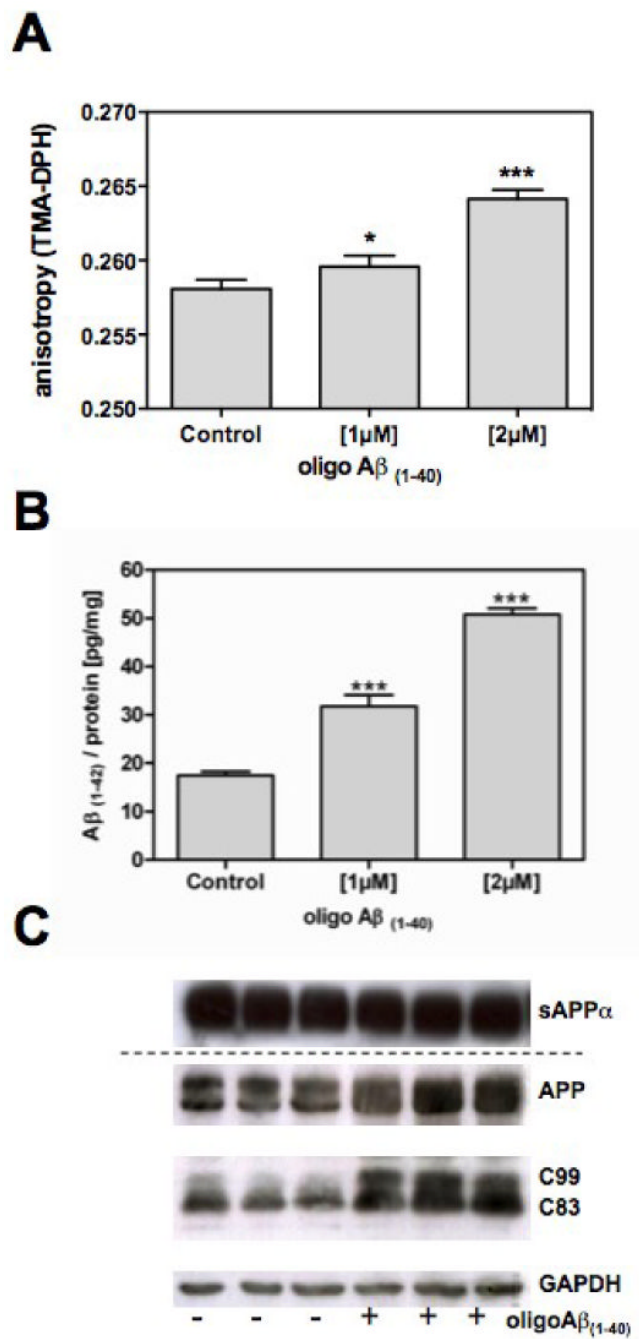 A
anisotropy (TMA-DPH)
0.270
0.265
0.260
0.255
0.250
*
***
Control
[1µM]
[2µM]
oligo Aβ (1-40)
B
Aβ (1-42) / protein [pg/mg]
60
50
40
30
20
10
0
***
***
Control
[1µM]
[2µM]
oligo Aβ (1-40)
C
sAPPα
APP
C99
C83
GAPDH
- - - + + + oligoAβ(1-40)